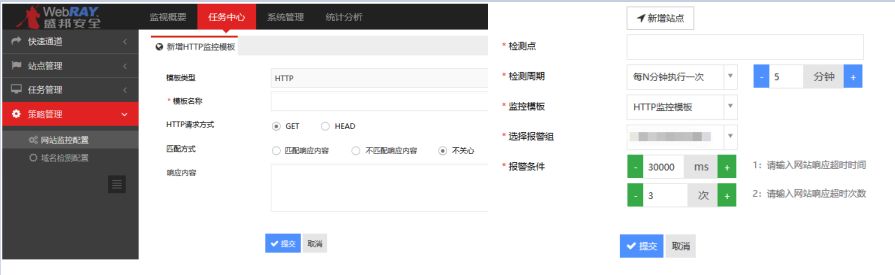 WebRAY
盛邦安全
监视概要 任务中心 系统管理 统计分析
快速通道
站点管理
任务管理
策略管理
网站监控配置
域名检测配置
新增HTTP监控模板
模板类型 HTTP
* 模板名称
HTTP请求方式 GET HEAD
匹配方式 匹配响应内容 不匹配响应内容 不关心
响应内容
提交 取消
新增站点
* 检测点
* 检测周期 每N分钟执行一次 - 5 分钟 +
* 监控模板 HTTP监控模板
* 选择报警组
* 报警条件 - 30000 ms + 1: 请输入网站响应超时时间
- 3 次 + 2: 请输入网站响应超时次数
提交 取消